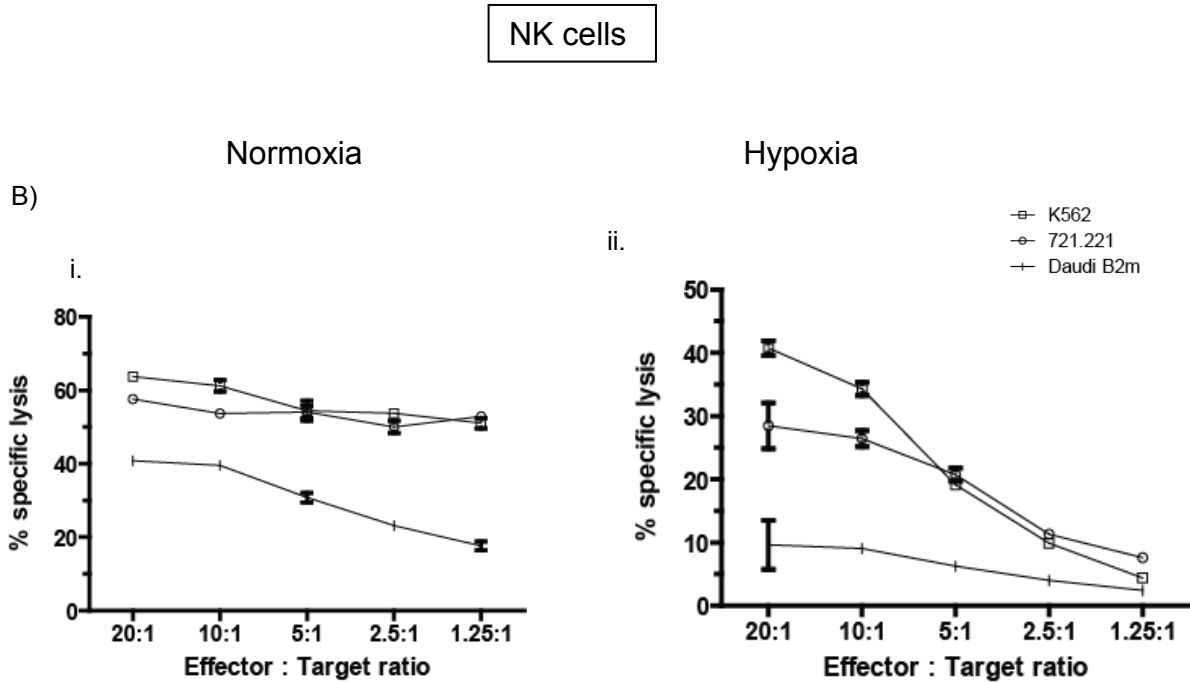 NK cells
Normoxia
Hypoxia
B)
i.
80
60
40
20
0
% specific lysis
20:1 10:1 5:1 2.5:1 1.25:1
Effector : Target ratio
ii.
K562
721.221
Daudi B2m
50
40
30
20
10
0
% specific lysis
20:1 10:1 5:1 2.5:1 1.25:1
Effector : Target ratio